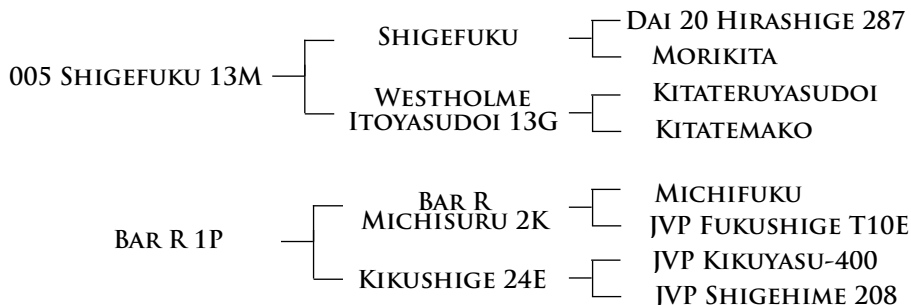 Dai 20 Hirashige 287
Shigefuku
Morikita
005 Shigefuku 13M
Westholme
Itoyasudoi 13G
Kitateruyasudoi
Kitatemako
Bar R
Michisuru 2K
Michifuku
JVP Fukushige T10E
Bar R 1P
Kikushige 24E
JVP Kikuyasu-400
JVP Shigehime 208